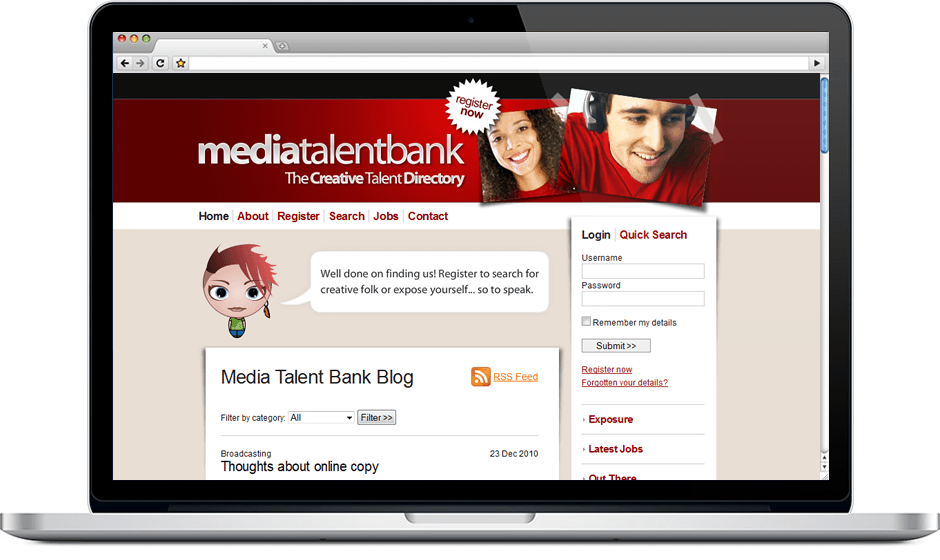 register
now
mediatalentbank
The Creative Talent Directory
Home About Register Search Jobs Contact
Well done on finding us! Register to search for
creative folk or expose yourself... so to speak.
Media Talent Bank Blog
RSS Feed
Filter by category: All Filter >>
Broadcasting 23 Dec 2010
Thoughts about online copy
Login Quick Search
Username
Password
Remember my details
Submit >>
Register now
Forgotten your details?
Exposure
Latest Jobs
Out There